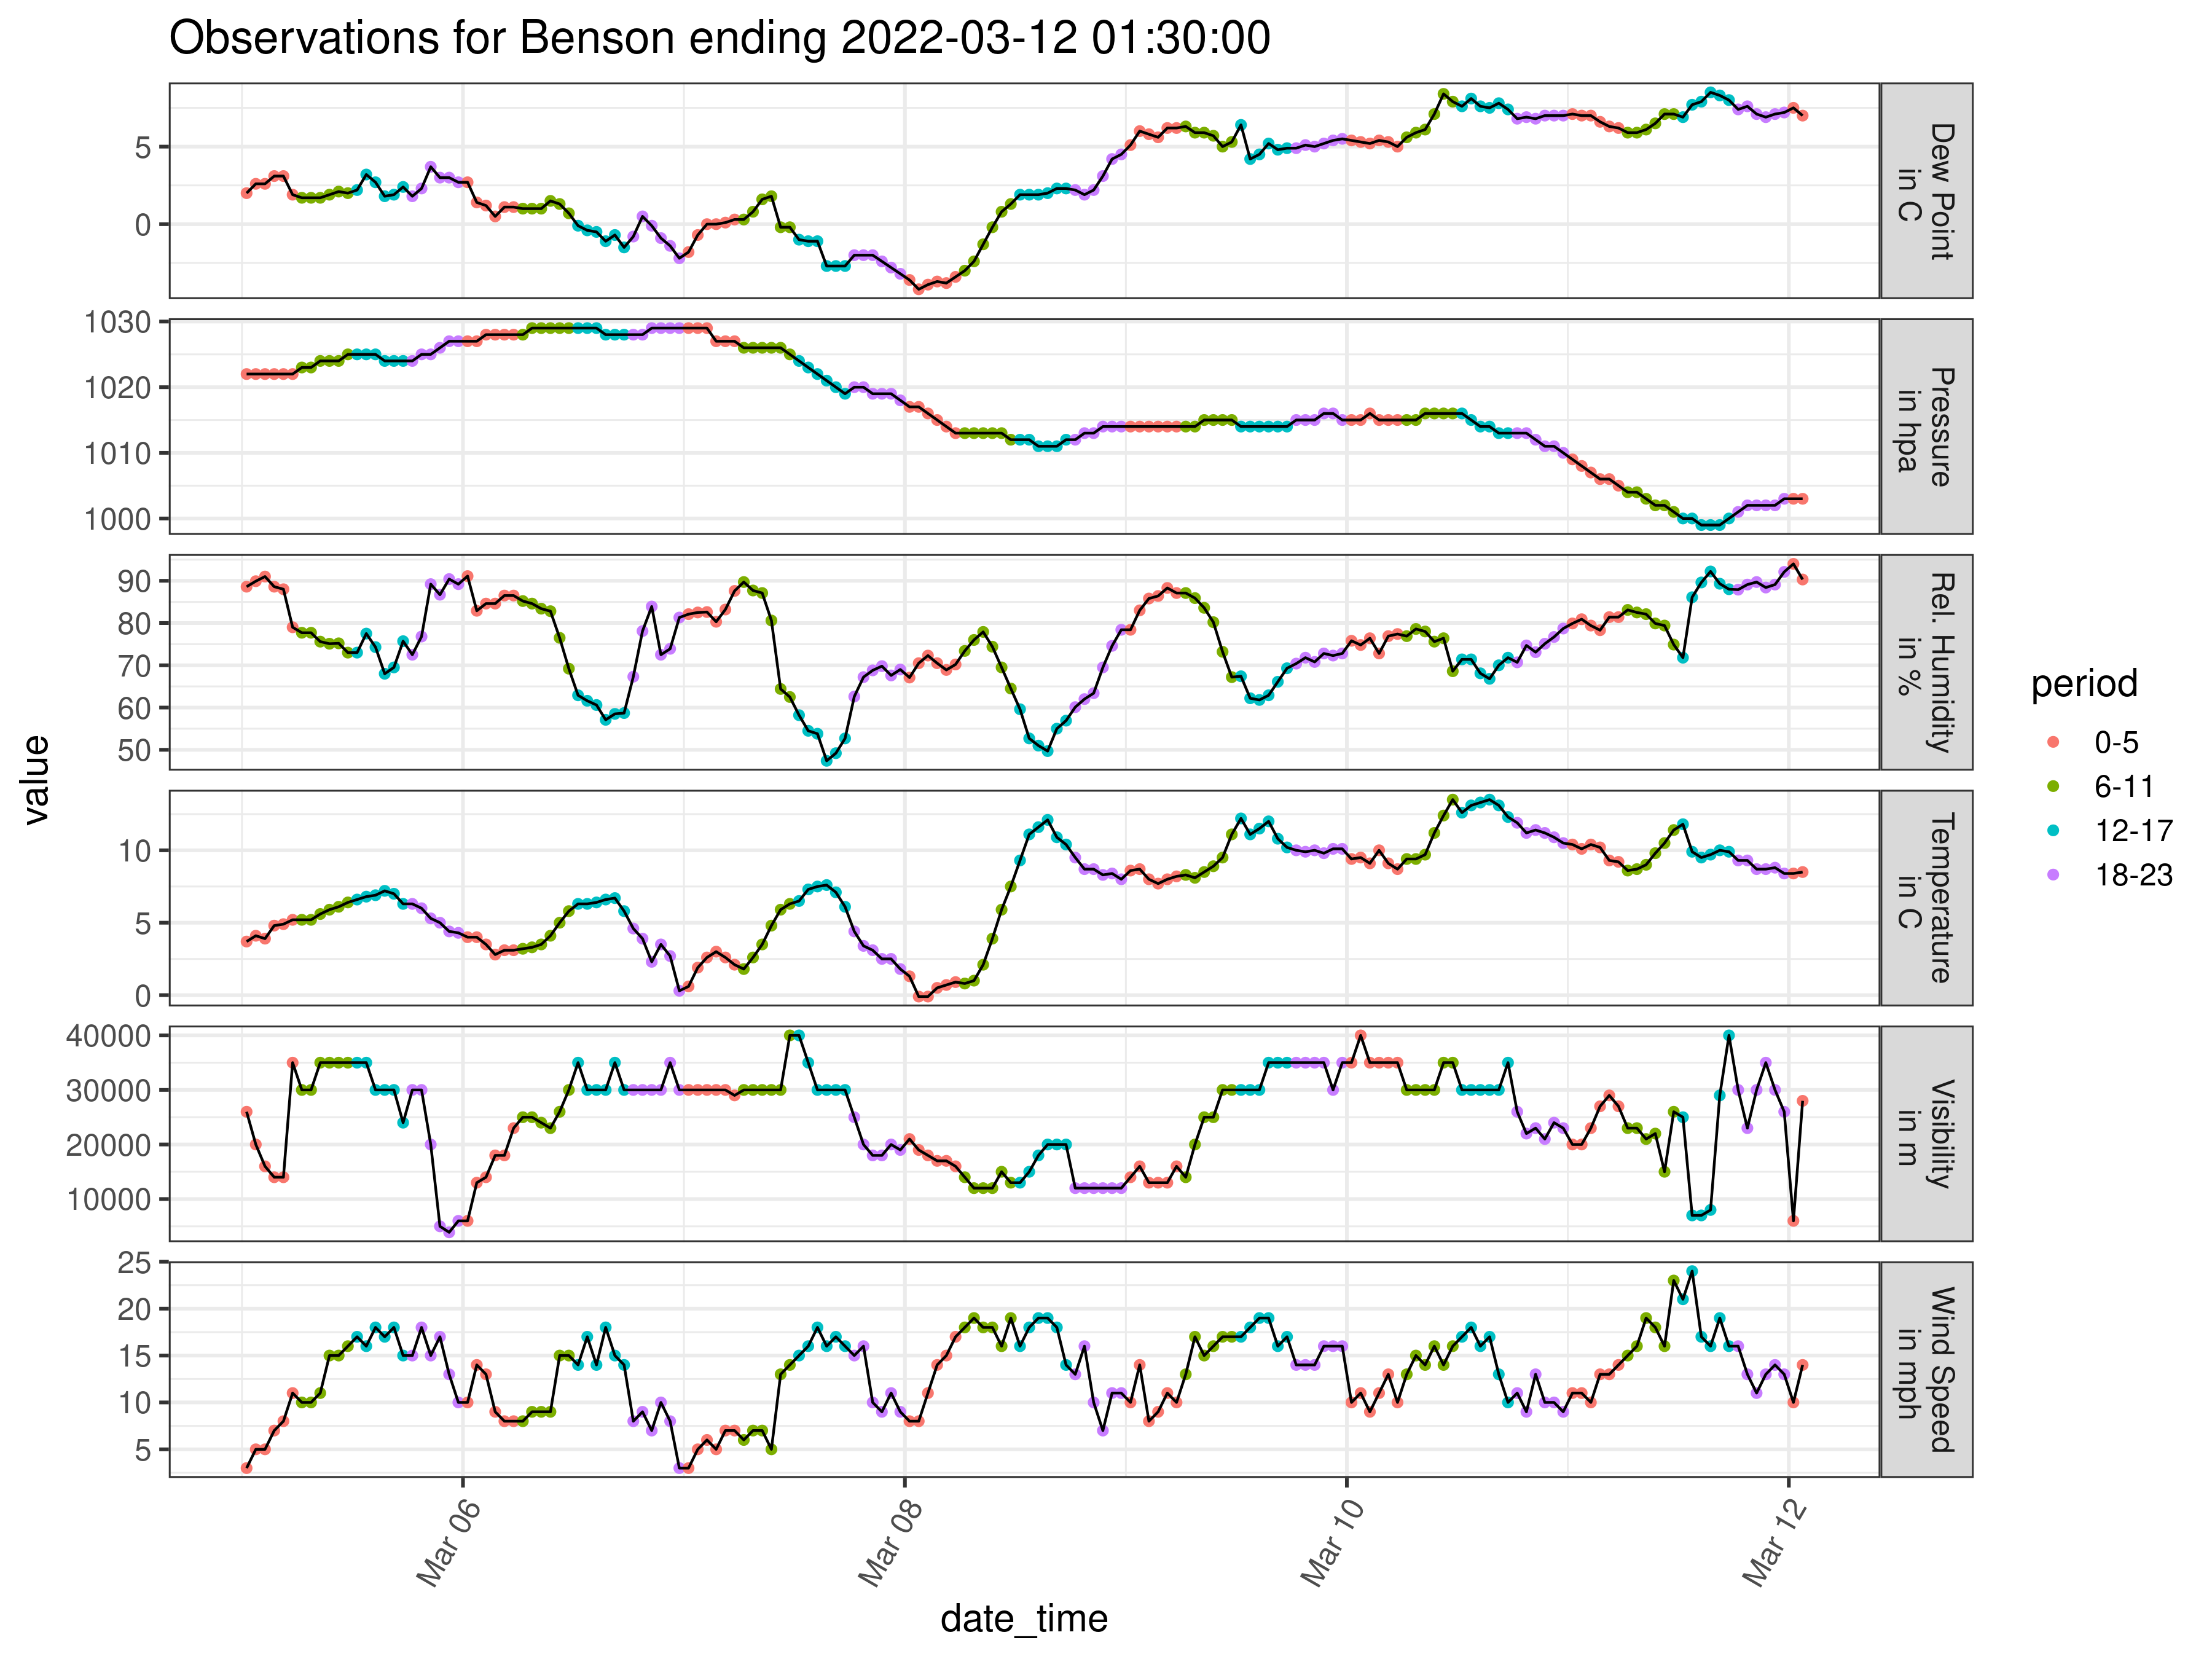 Observations for Benson ending 2022-03-12 01:30:00
value
5
0
Dew Point
in C
1030
1020
1010
1000
Pressure
in hpa
90
80
70
60
50
Rel. Humidity
in %
10
5
0
Temperature
in C
40000
30000
20000
10000
Visibility
in m
25
20
15
10
5
Wind Speed
in mph
Mar 06
Mar 08
Mar 10
Mar 12
date_time
period
0-5
6-11
12-17
18-23